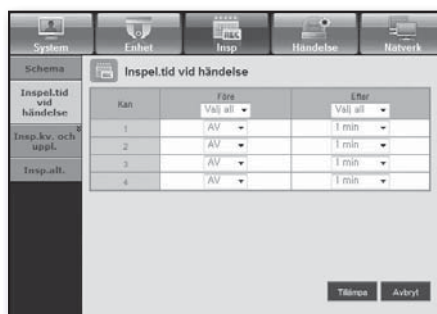 System Enhet Insp Händelse Nätverk
REC
Schema
Inspel.tid vid händelse
Inspel.tid
vid
händelse
Kan Före Efter
Välj all Välj all
1 AV 1 min
2 AV 1 min
3 AV 1 min
4 AV 1 min
Insp.kv. och
uppl.
Insp.alt.
Tillämpa Avbryt